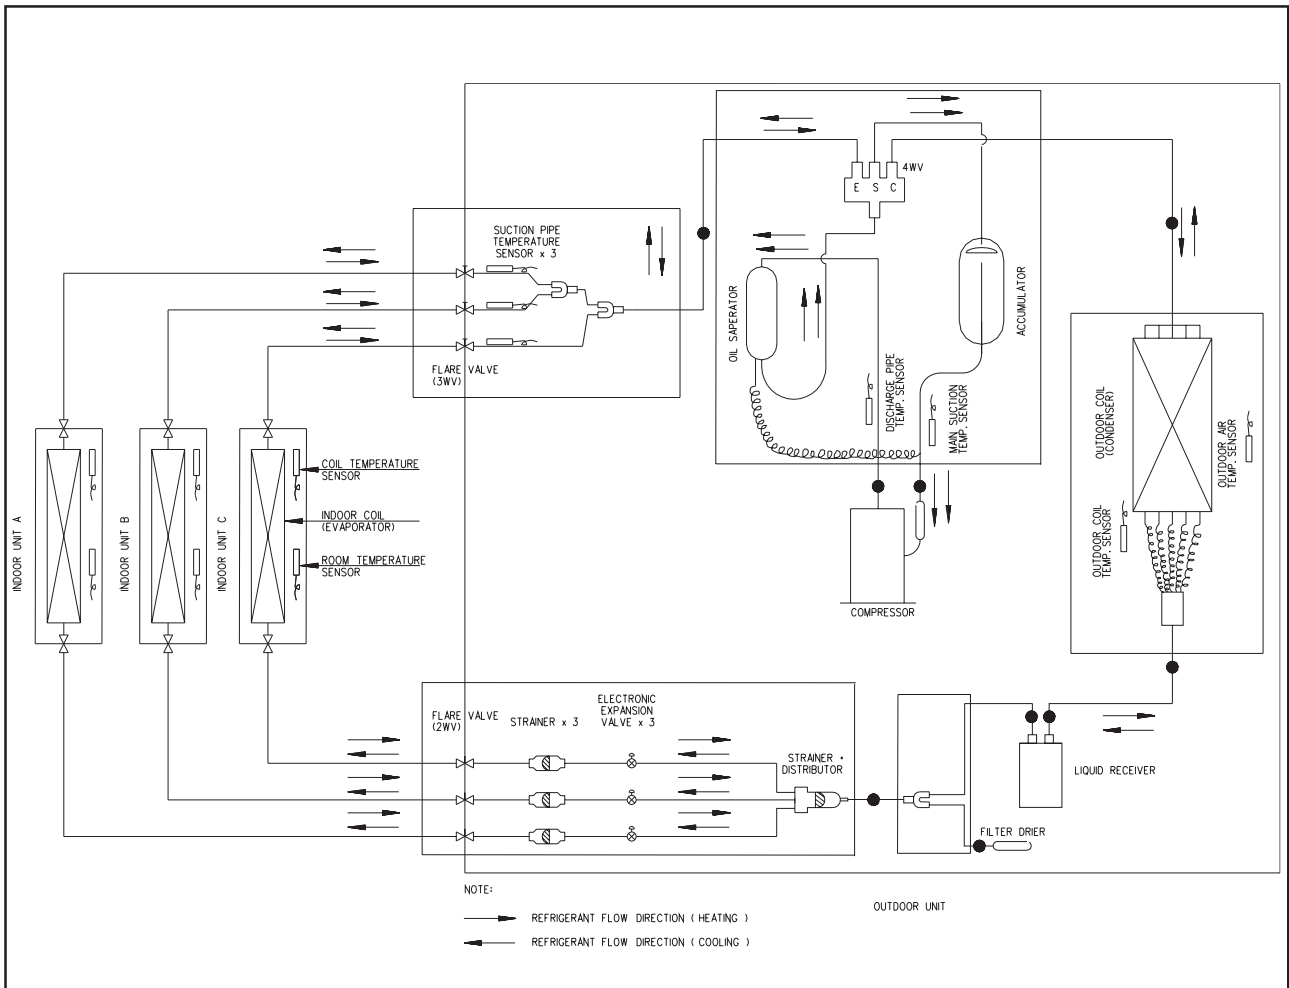 4WV
E S C
SUCTION PIPE
TEMPERATURE
SENSOR x 3
FLARE VALVE
(3WV)
OIL SAPERATOR
ACCUMULATOR
DISCHARGE PIPE
TEMP. SENSOR
MAIN SUCTION
TEMP. SENSOR
COMPRESSOR
OUTDOOR COIL
(CONDENSER)
OUTDOOR AIR
TEMP. SENSOR
OUTDOOR COIL
TEMP. SENSOR
INDOOR UNIT A
INDOOR UNIT B
INDOOR UNIT C
COIL TEMPERATURE
SENSOR
INDOOR COIL
(EVAPORATOR)
ROOM TEMPERATURE
SENSOR
FLARE VALVE
(2WV)
STRAINER x 3
ELECTRONIC
EXPANSION
VALVE x 3
STRAINER +
DISTRIBUTOR
LIQUID RECEIVER
FILTER DRIER
OUTDOOR UNIT
NOTE:
REFRIGERANT FLOW DIRECTION ( HEATING )
REFRIGERANT FLOW DIRECTION ( COOLING )